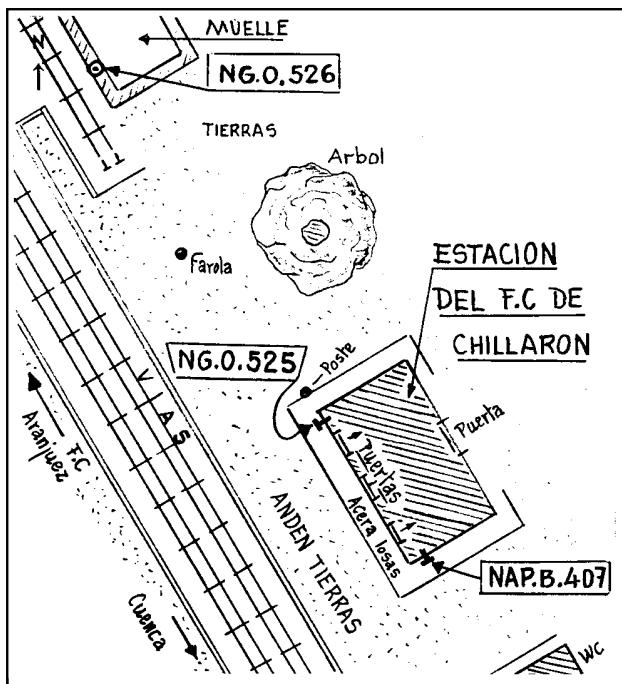 MUELLE
N
NG.O.526
TIERRAS
Arbol
Farola
ESTACION
DEL F.C DE
CHILLARON
NG.O.525
Poste
VIAS
Puerta
Puertas
Acera losas
F.C
Aranjuez
ANDEN TIERRAS
NAP.B.407
Cuenca
WC